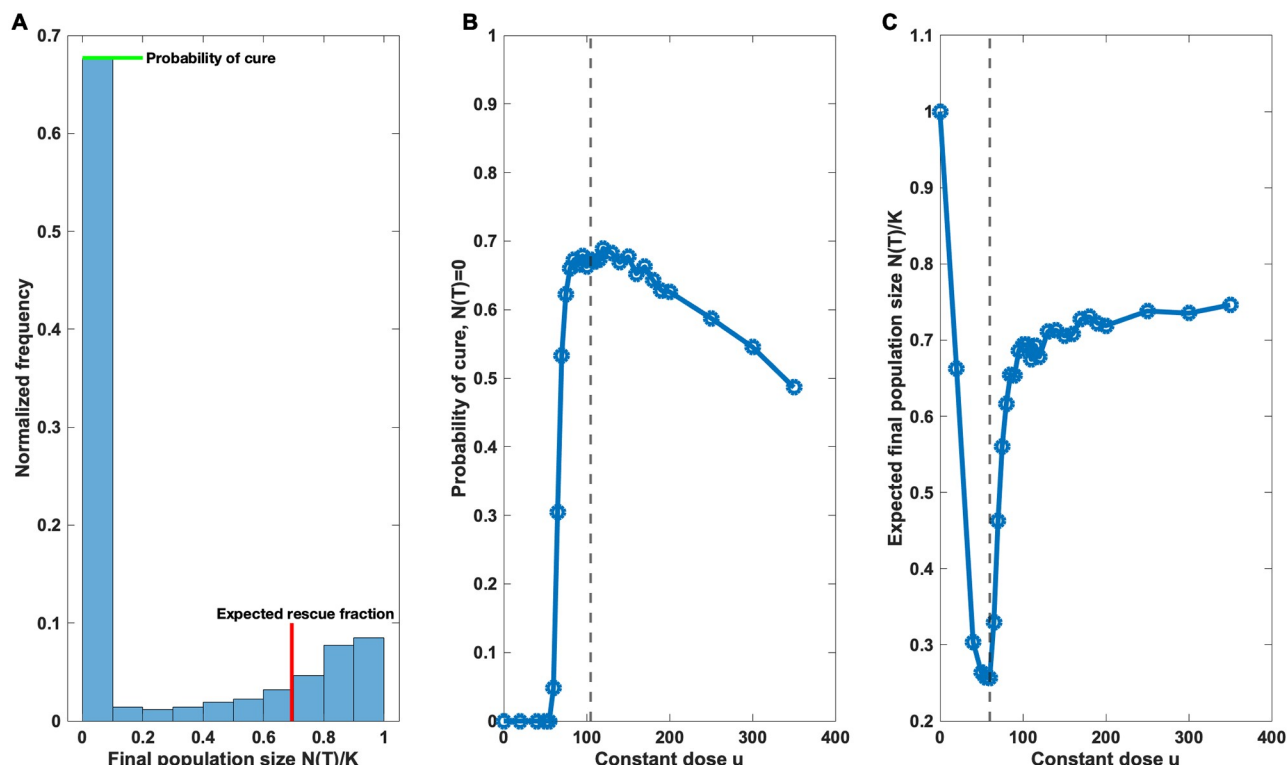 A
Normalized frequency
0.7
0.6
0.5
0.4
0.3
0.2
0.1
0
Probability of cure
Expected rescue fraction
0 0.2 0.4 0.6 0.8 1
Final population size N(T)/K
B
Probability of cure, N(T)=0
1
0.9
0.8
0.7
0.6
0.5
0.4
0.3
0.2
0.1
0
0 100 200 300 400
Constant dose u
C
Expected final population size N(T)/K
1.1
1
0.9
0.8
0.7
0.6
0.5
0.4
0.3
0.2
0 100 200 300 400
Constant dose u